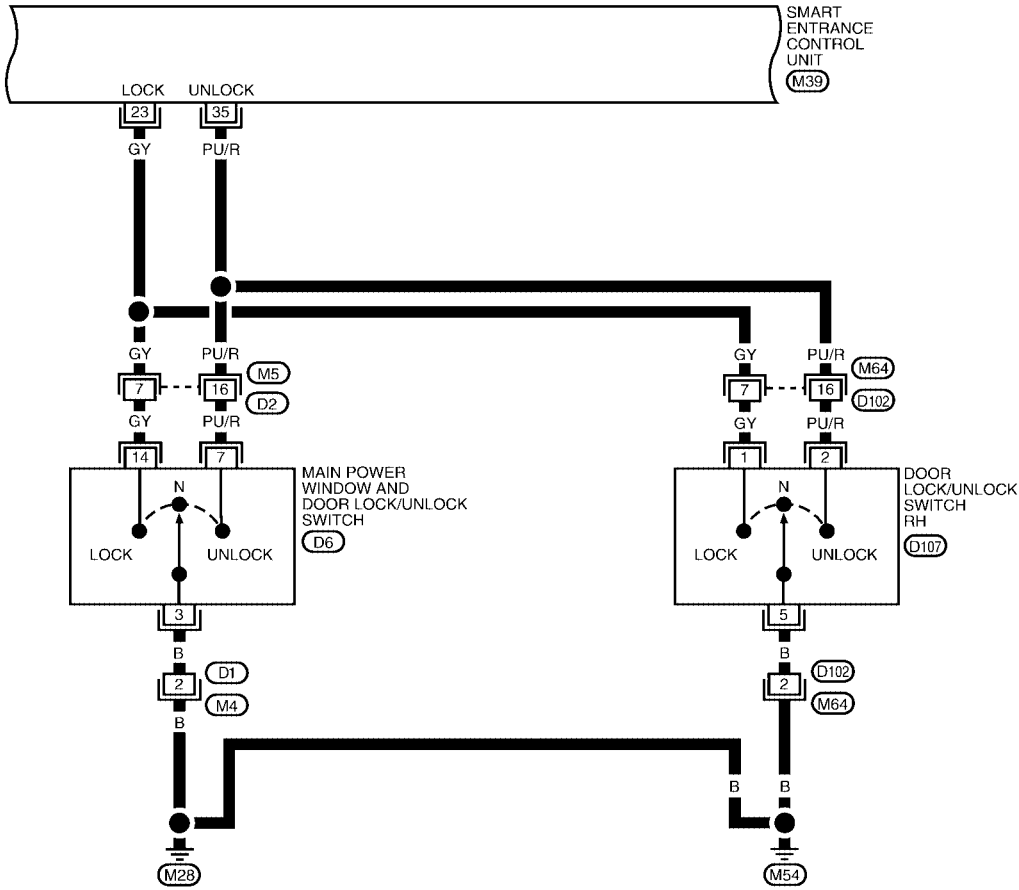 SMART
ENTRANCE
CONTROL
UNIT
M39
LOCK UNLOCK
23 35
GY PU/R
GY PU/R GY PU/R
7 16 M5 7 16 M64
D2 D102
GY PU/R GY PU/R
14 7 1 2
MAIN POWER
WINDOW AND
DOOR LOCK/UNLOCK
SWITCH
D6
N
LOCK UNLOCK
DOOR
LOCK/UNLOCK
SWITCH
RH
D107
N
LOCK UNLOCK
3 5
B B
2 D1 2 D102
M4 M64
B
B B
M28 M54